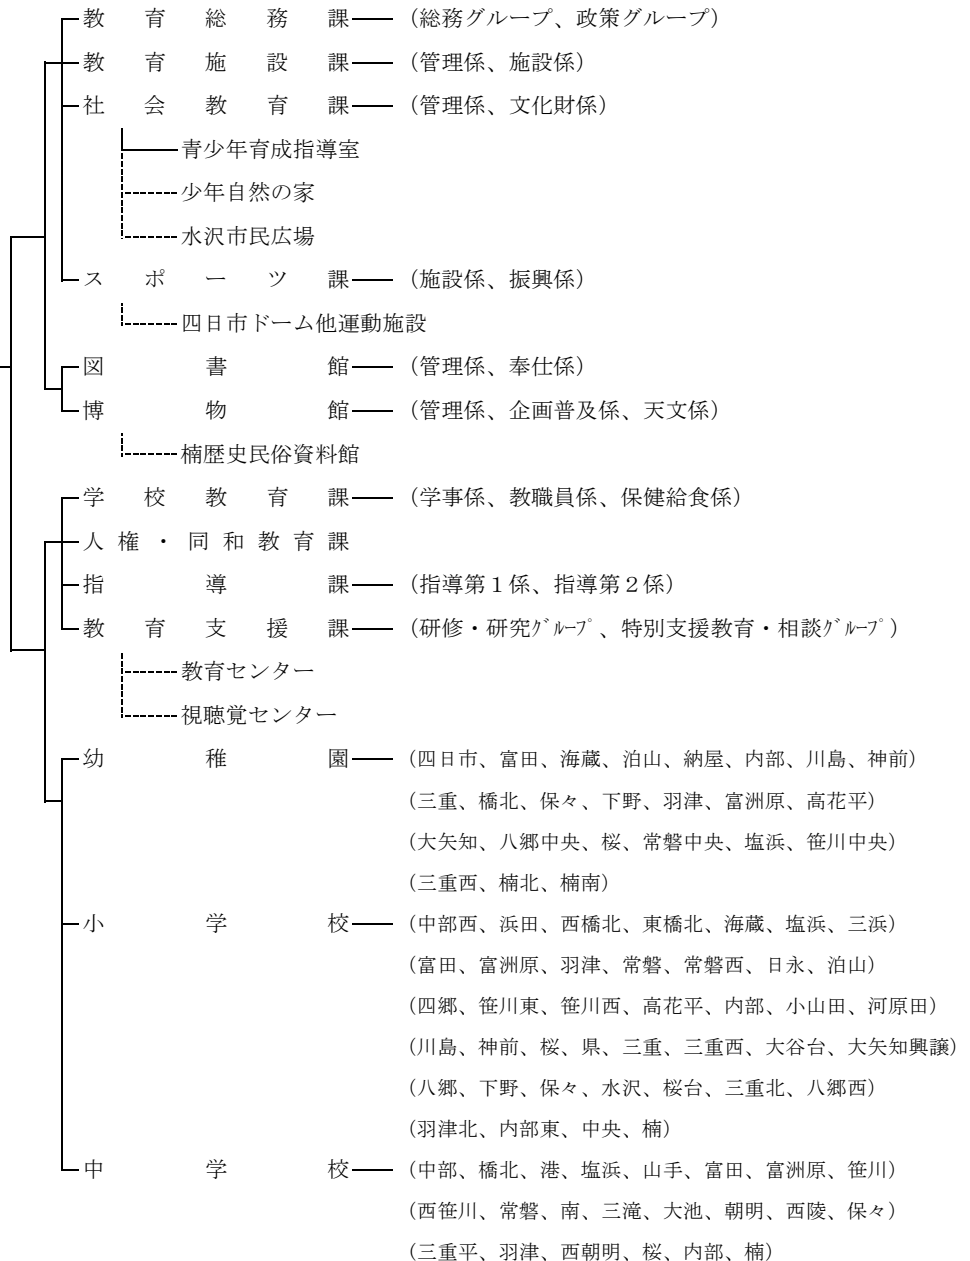 教育総務課 （総務グループ、政策グループ）
教育施設課 （管理係、施設係）
社会教育課 （管理係、文化財係）
青少年育成指導室
少年自然の家
水沢市民広場
スポーツ課 （施設係、振興係）
四日市ドーム他運動施設
図書館 （管理係、奉仕係）
博物館 （管理係、企画普及係、天文係）
楠歴史民俗資料館
学校教育課 （学事係、教職員係、保健給食係）
人権・同和教育課
指導課 （指導第１係、指導第２係）
教育支援課 （研修・研究ｸﾞﾙｰﾌﾟ、特別支援教育・相談ｸﾞﾙｰﾌﾟ）
教育センター
視聴覚センター
幼稚園 （四日市、富田、海蔵、泊山、納屋、内部、川島、神前）
（三重、橋北、保々、下野、羽津、富洲原、高花平）
（大矢知、八郷中央、桜、常磐中央、塩浜、笹川中央）
（三重西、楠北、楠南）
小学校 （中部西、浜田、西橋北、東橋北、海蔵、塩浜、三浜）
（富田、富洲原、羽津、常磐、常磐西、日永、泊山）
（四郷、笹川東、笹川西、高花平、内部、小山田、河原田）
（川島、神前、桜、県、三重、三重西、大谷台、大矢知興譲）
（八郷、下野、保々、水沢、桜台、三重北、八郷西）
（羽津北、内部東、中央、楠）
中学校 （中部、橋北、港、塩浜、山手、富田、富洲原、笹川）
（西笹川、常磐、南、三滝、大池、朝明、西陵、保々）
（三重平、羽津、西朝明、桜、内部、楠）